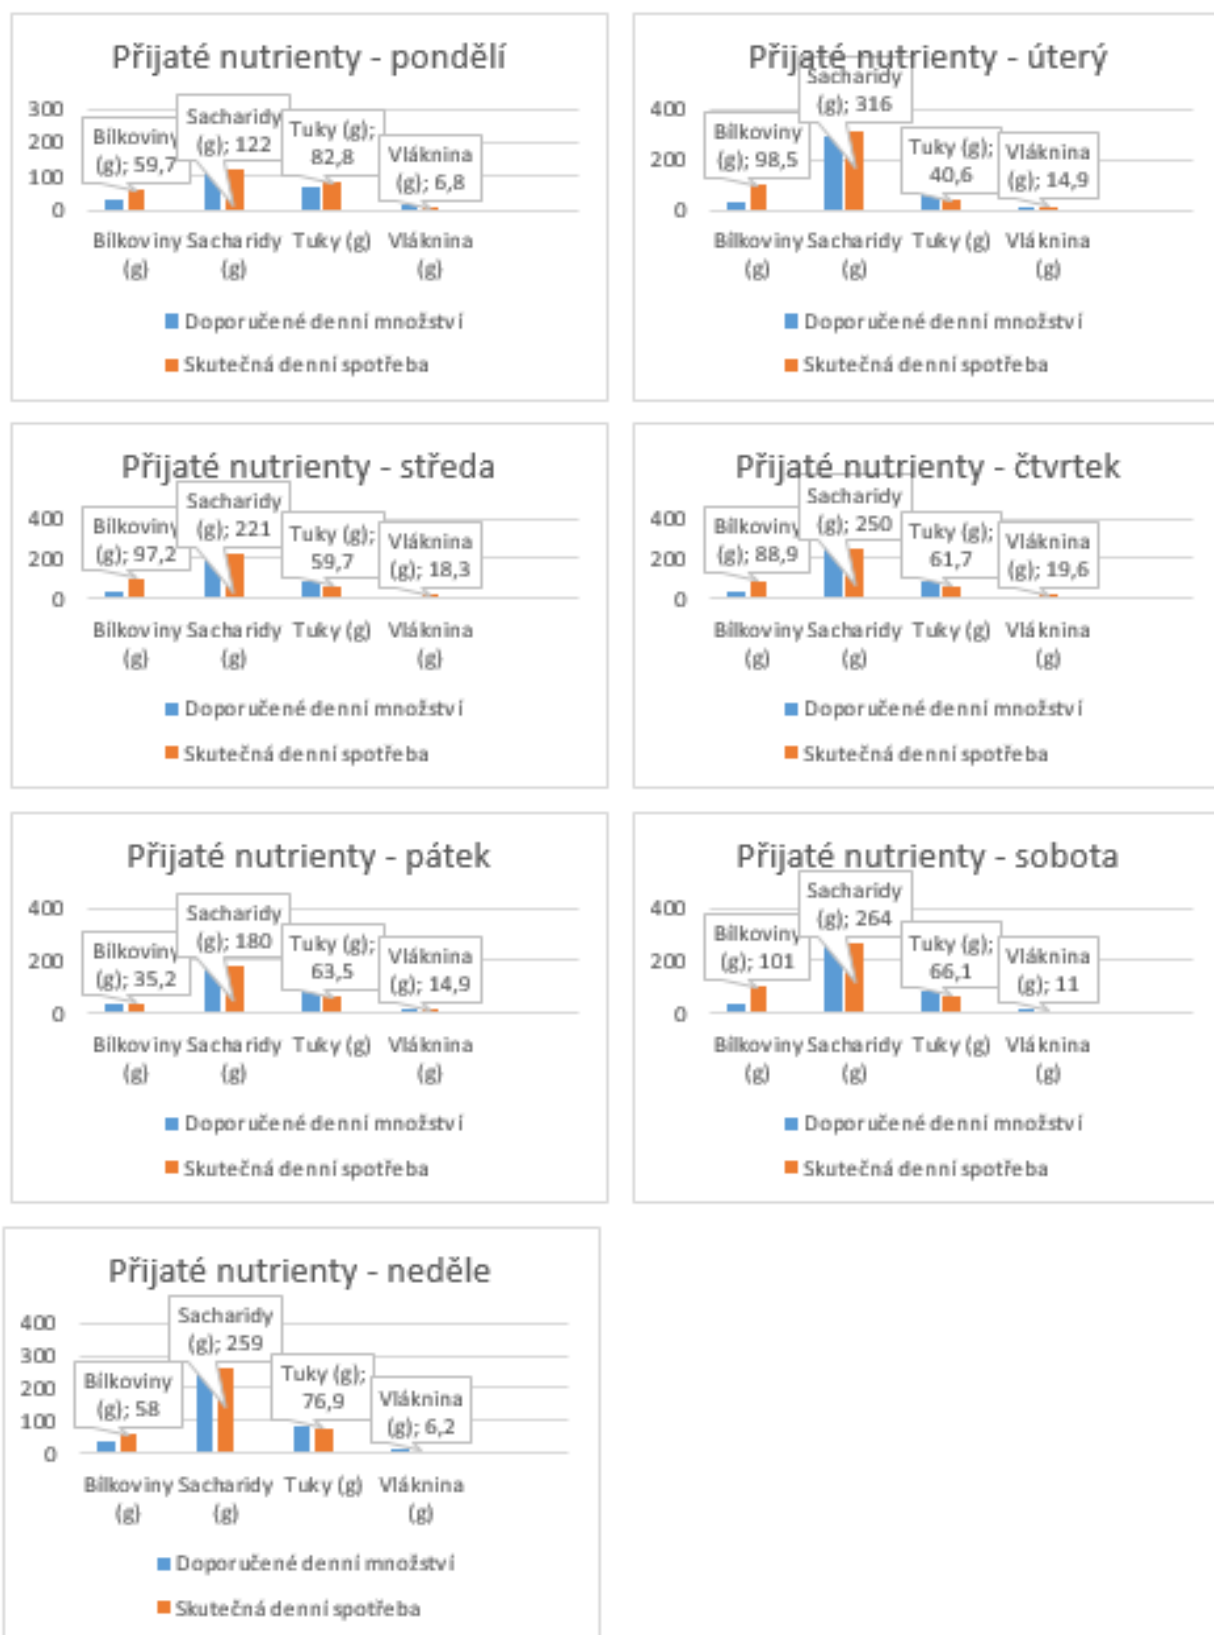 Přijaté nutrienty - pondělí
300
200
100
0
Bílkoviny
(g); 59,7
Sacharidy
(g); 122
Tuky (g);
82,8
Vláknina
(g); 6,8
Bílkoviny Sacharidy Tuky (g) Vláknina
(g) (g) (g)
Doporučené denní množství
Skutečná denní spotřeba
Přijaté nutrienty - úterý
400
200
0
Bílkoviny
(g); 98,5
Sacharidy
(g); 316
Tuky (g);
40,6
Vláknina
(g); 14,9
Bílkoviny Sacharidy Tuky (g) Vláknina
(g) (g) (g)
Doporučené denní množství
Skutečná denní spotřeba
Přijaté nutrienty - středa
400
200
0
Bílkoviny
(g); 97,2
Sacharidy
(g); 221
Tuky (g);
59,7
Vláknina
(g); 18,3
Bílkoviny Sacharidy Tuky (g) Vláknina
(g) (g) (g)
Doporučené denní množství
Skutečná denní spotřeba
Přijaté nutrienty - čtvrtek
400
200
0
Bílkoviny
(g); 88,9
Sacharidy
(g); 250
Tuky (g);
61,7
Vláknina
(g); 19,6
Bílkoviny Sacharidy Tuky (g) Vláknina
(g) (g) (g)
Doporučené denní množství
Skutečná denní spotřeba
Přijaté nutrienty - pátek
400
200
0
Bílkoviny
(g); 35,2
Sacharidy
(g); 180
Tuky (g);
63,5
Vláknina
(g); 14,9
Bílkoviny Sacharidy Tuky (g) Vláknina
(g) (g) (g)
Doporučené denní množství
Skutečná denní spotřeba
Přijaté nutrienty - sobota
400
200
0
Bílkoviny
(g); 101
Sacharidy
(g); 264
Tuky (g);
66,1
Vláknina
(g); 11
Bílkoviny Sacharidy Tuky (g) Vláknina
(g) (g) (g)
Doporučené denní množství
Skutečná denní spotřeba
Přijaté nutrienty - neděle
400
300
200
100
0
Bílkoviny
(g); 58
Sacharidy
(g); 259
Tuky (g);
76,9
Vláknina
(g); 6,2
Bílkoviny Sacharidy Tuky (g) Vláknina
(g) (g) (g)
Doporučené denní množství
Skutečná denní spotřeba